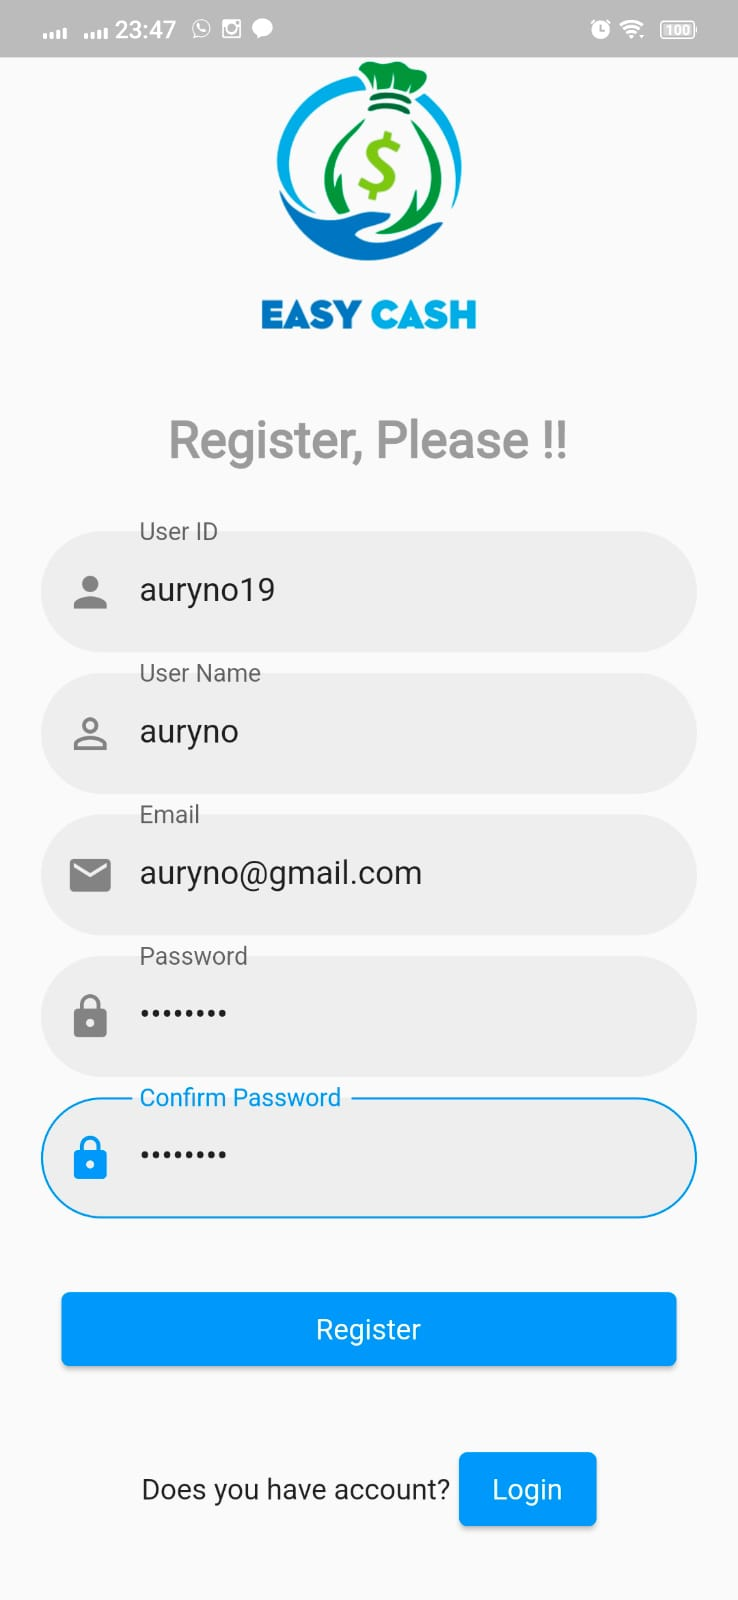 23:47
100
$
EASY CASH
Register, Please !!
User ID
auryno19
User Name
auryno
Email
auryno@gmail.com
Password
••••••••
Confirm Password
••••••••
Register
Does you have account? Login